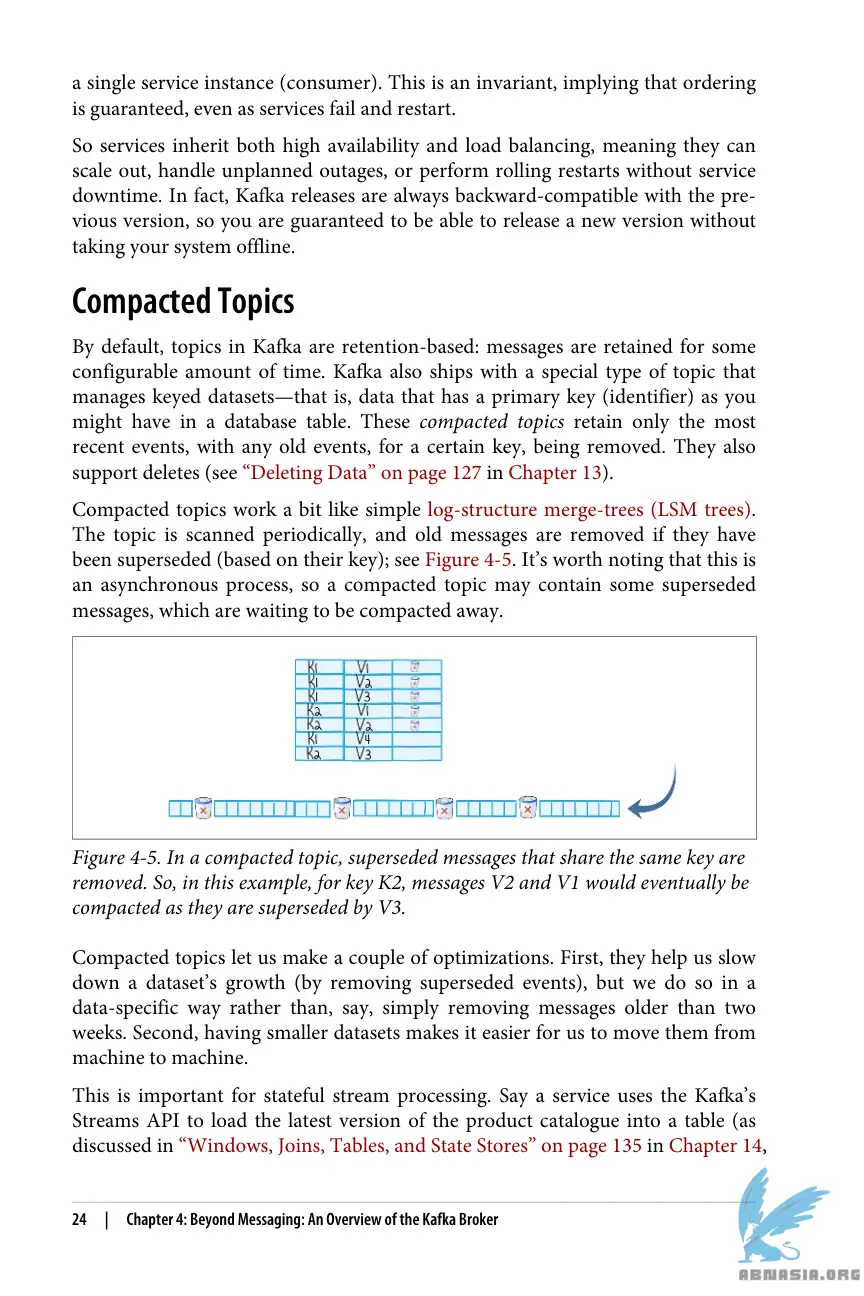 a single service instance (consumer). This is an invariant, implying that ordering
is guaranteed, even as services fail and restart.
So services inherit both high availability and load balancing, meaning they can
scale out, handle unplanned outages, or perform rolling restarts without service
downtime. In fact, Kafka releases are always backward-compatible with the pre-
vious version, so you are guaranteed to be able to release a new version without
taking your system offline.
Compacted Topics
By default, topics in Kafka are retention-based: messages are retained for some
configurable amount of time. Kafka also ships with a special type of topic that
manages keyed datasets—that is, data that has a primary key (identifier) as you
might have in a database table. These compacted topics retain only the most
recent events, with any old events, for a certain key, being removed. They also
support deletes (see “Deleting Data” on page 127 in Chapter 13).
Compacted topics work a bit like simple log-structure merge-trees (LSM trees).
The topic is scanned periodically, and old messages are removed if they have
been superseded (based on their key); see Figure 4-5. It’s worth noting that this is
an asynchronous process, so a compacted topic may contain some superseded
messages, which are waiting to be compacted away.
K1 V1
K1 V2
K1 V3
K2 V1
K2 V2
K1 V4
K2 V3
Figure 4-5. In a compacted topic, superseded messages that share the same key are
removed. So, in this example, for key K2, messages V2 and V1 would eventually be
compacted as they are superseded by V3.
Compacted topics let us make a couple of optimizations. First, they help us slow
down a dataset’s growth (by removing superseded events), but we do so in a
data-specific way rather than, say, simply removing messages older than two
weeks. Second, having smaller datasets makes it easier for us to move them from
machine to machine.
This is important for stateful stream processing. Say a service uses the Kafka’s
Streams API to load the latest version of the product catalogue into a table (as
discussed in “Windows, Joins, Tables, and State Stores” on page 135 in Chapter 14,
24 | Chapter 4: Beyond Messaging: An Overview of the Kafka Broker
ABNASIA.ORG